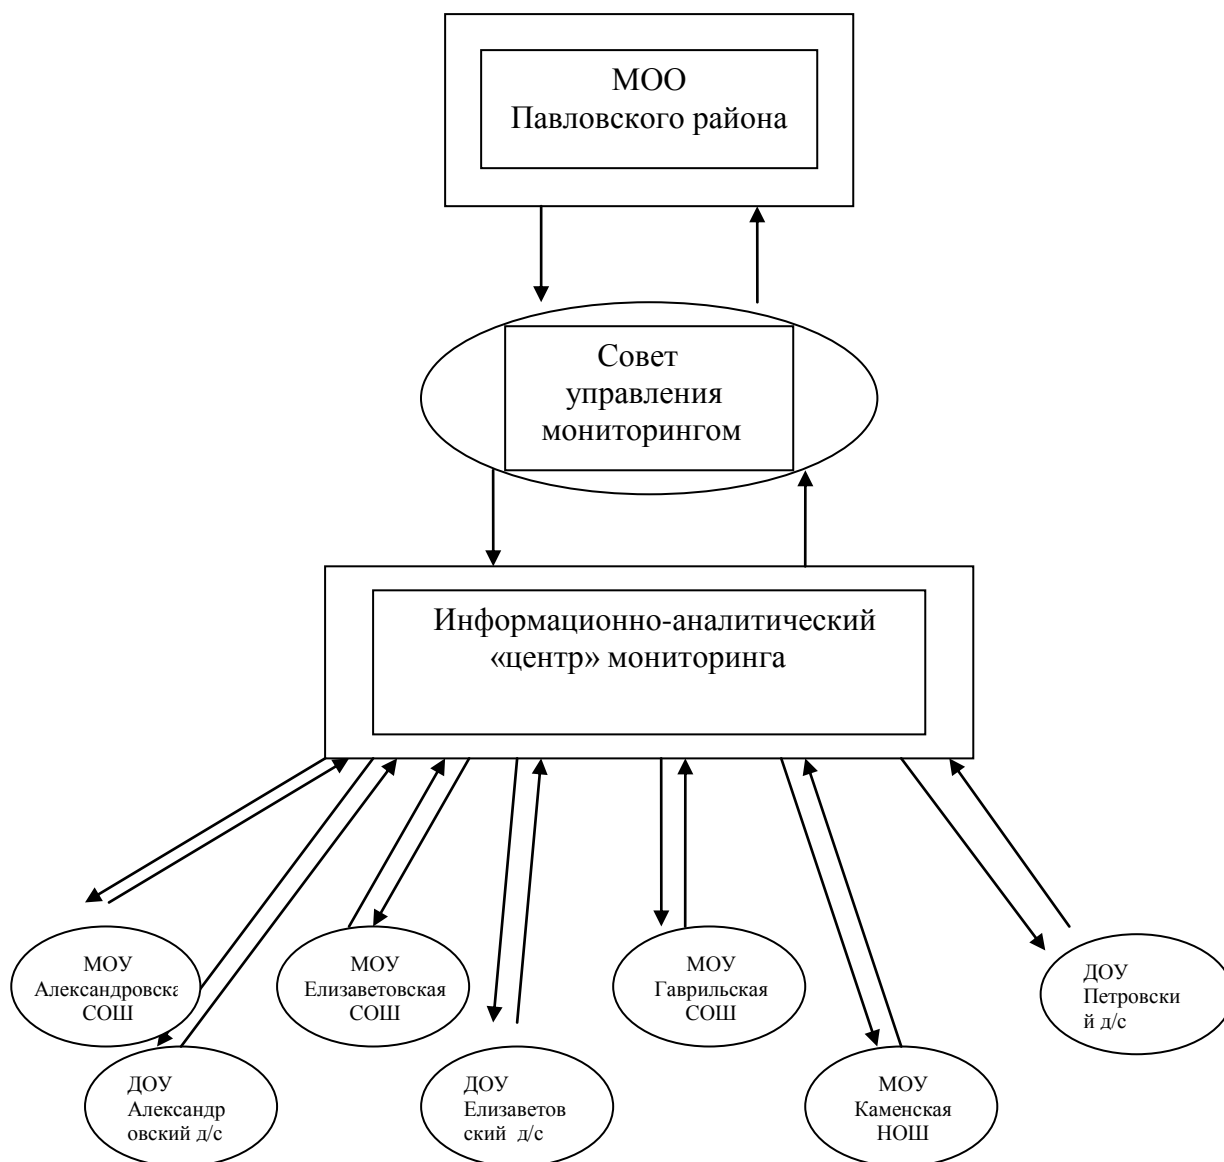 МОО
Павловского района
Совет
управления
мониторингом
Информационно-аналитический
«центр» мониторинга
МОУ
Александровска
СОШ
МОУ
Елизаветовская
СОШ
МОУ
Гаврильская
СОШ
ДОУ
Петровски
й д/с
ДОУ
Александр
овский д/с
ДОУ
Елизаветов
ский д/с
МОУ
Каменская
НОШ